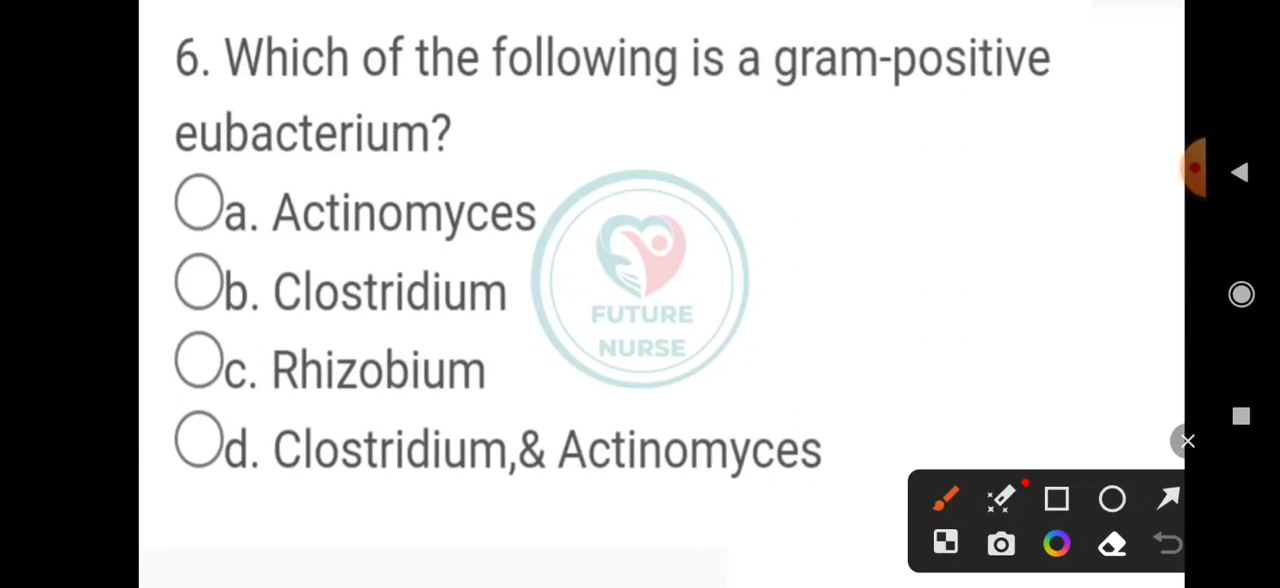 6. Which of the following is a gram-positive
eubacterium?
a. Actinomyces
b. Clostridium
FUTURE
NURSE
c. Rhizobium
d. Clostridium,& Actinomyces